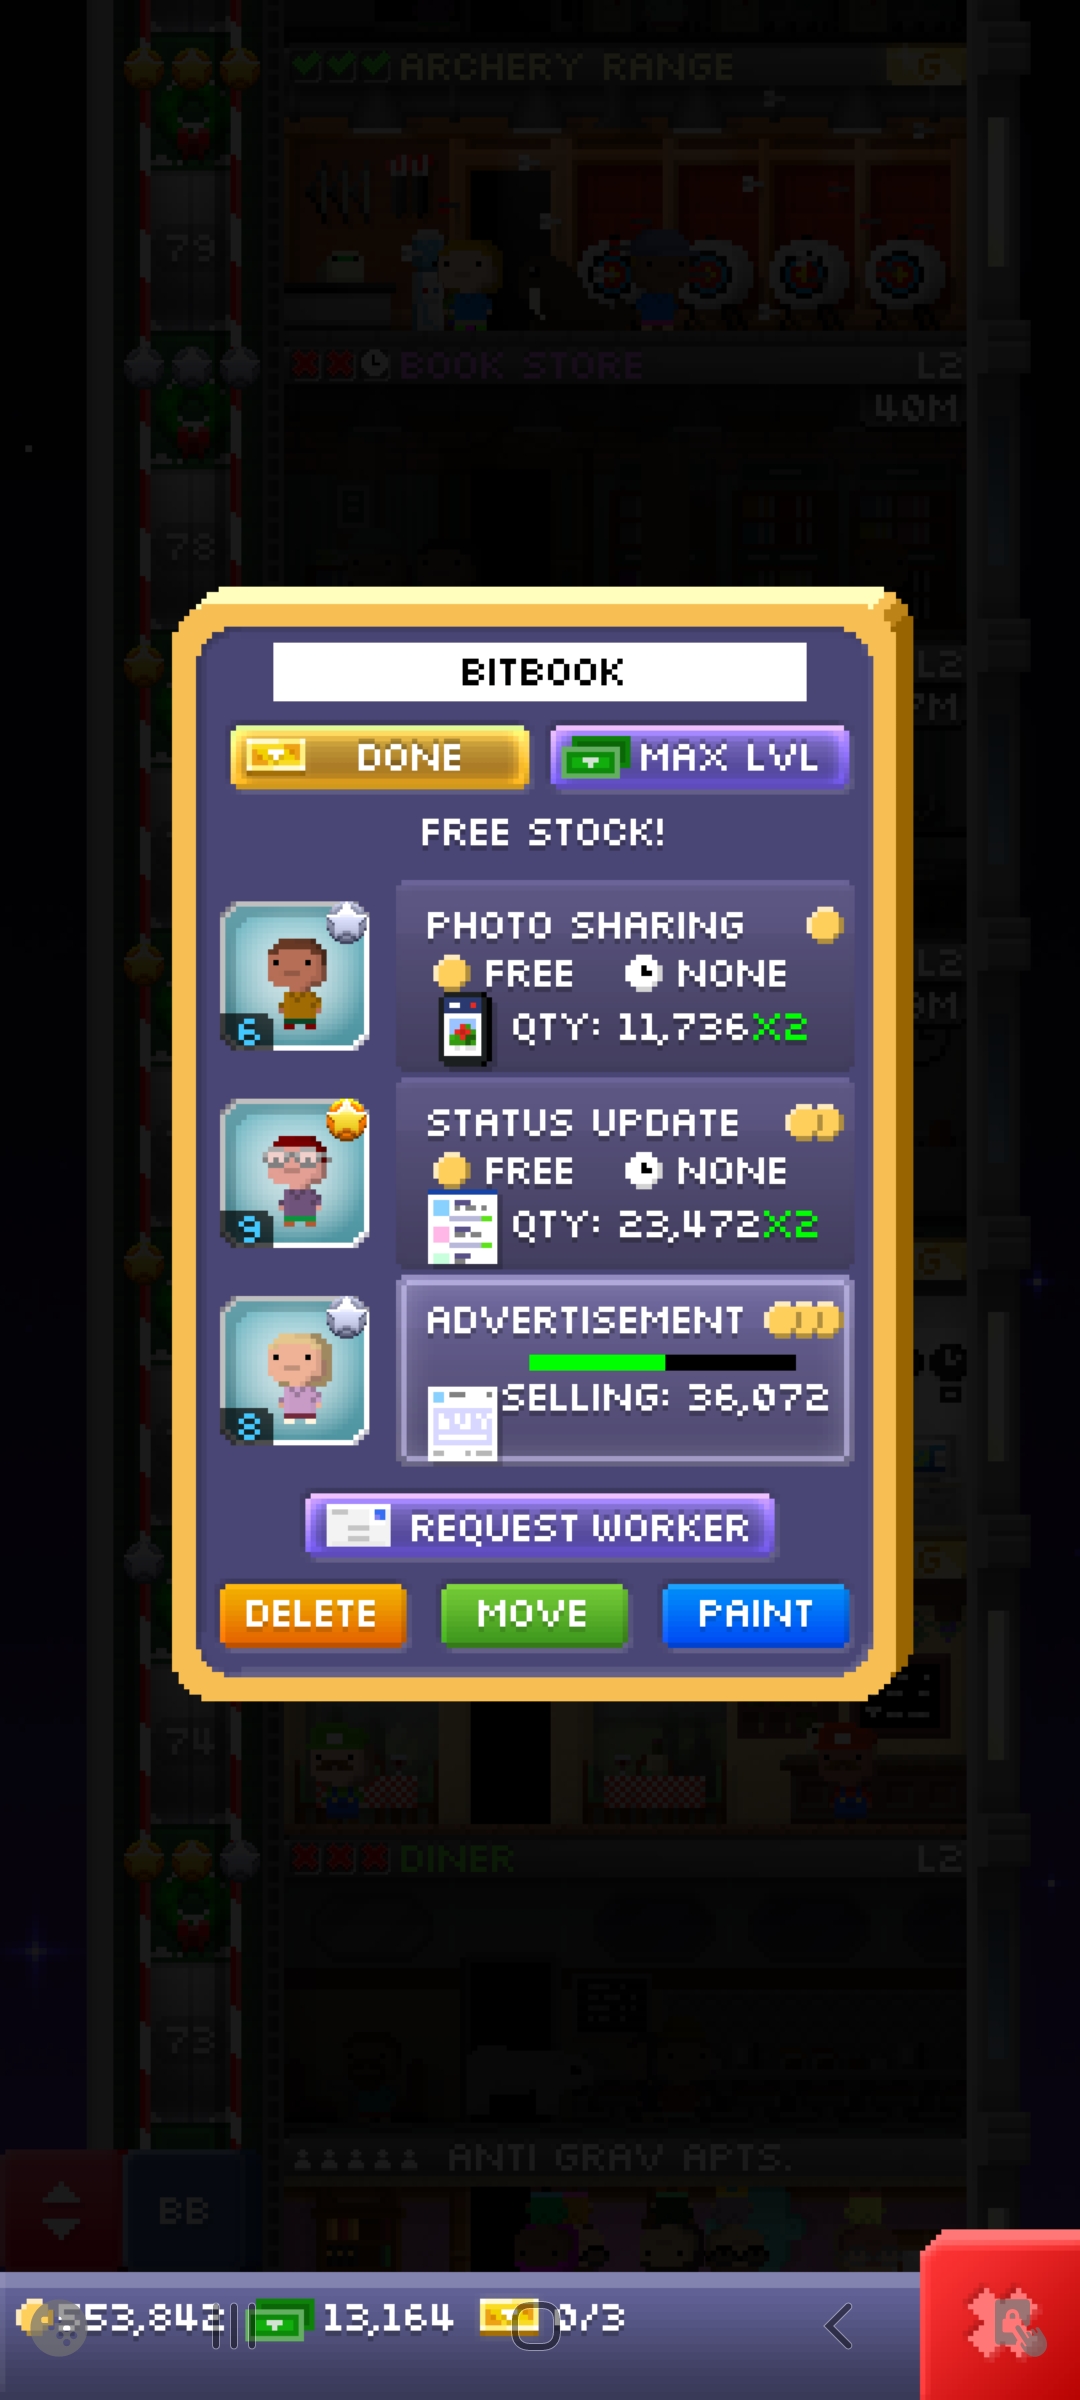 ARCHERY RANGE G
79
BOOK STORE L2
40M
78
L2
BITBOOK
DONE MAX LVL
FREE STOCK!
PHOTO SHARING
FREE NONE
6 QTY: 11,736X2
STATUS UPDATE
FREE NONE
9 QTY: 23,472X2
ADVERTISEMENT
SELLING: 36,072
8
REQUEST WORKER
DELETE MOVE PAINT
74
DINER L2
73
ANTI GRAV APTS.
BB
553,842 13,164 0/3